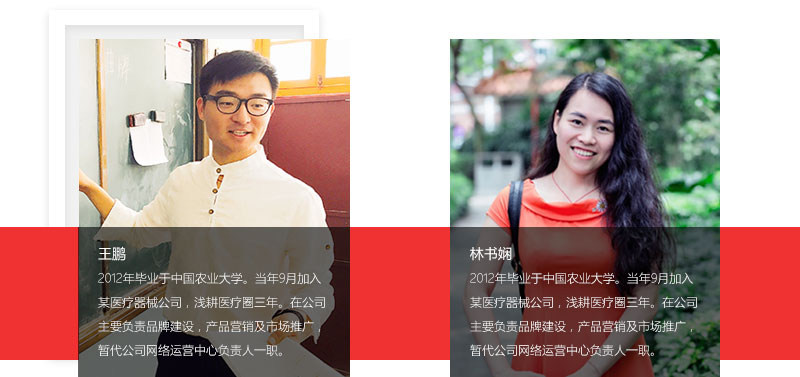 王鹏
2012年毕业于中国农业大学。当年9月加入
某医疗器械公司，浅耕医疗圈三年。在公司
主要负责品牌建设，产品营销及市场推广，
暂代公司网络运营中心负责人一职。
林书娴
2012年毕业于中国农业大学。当年9月加入
某医疗器械公司，浅耕医疗圈三年。在公司
主要负责品牌建设，产品营销及市场推广，
暂代公司网络运营中心负责人一职。